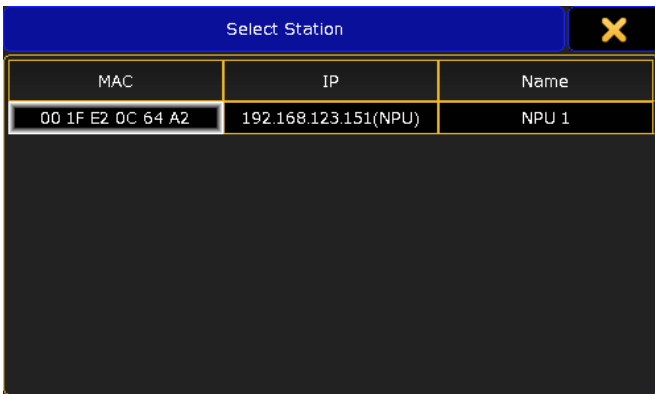 Select Station
MAC IP Name
00 1F E2 0C 64 A2 192.168.123.151(NPU) NPU 1